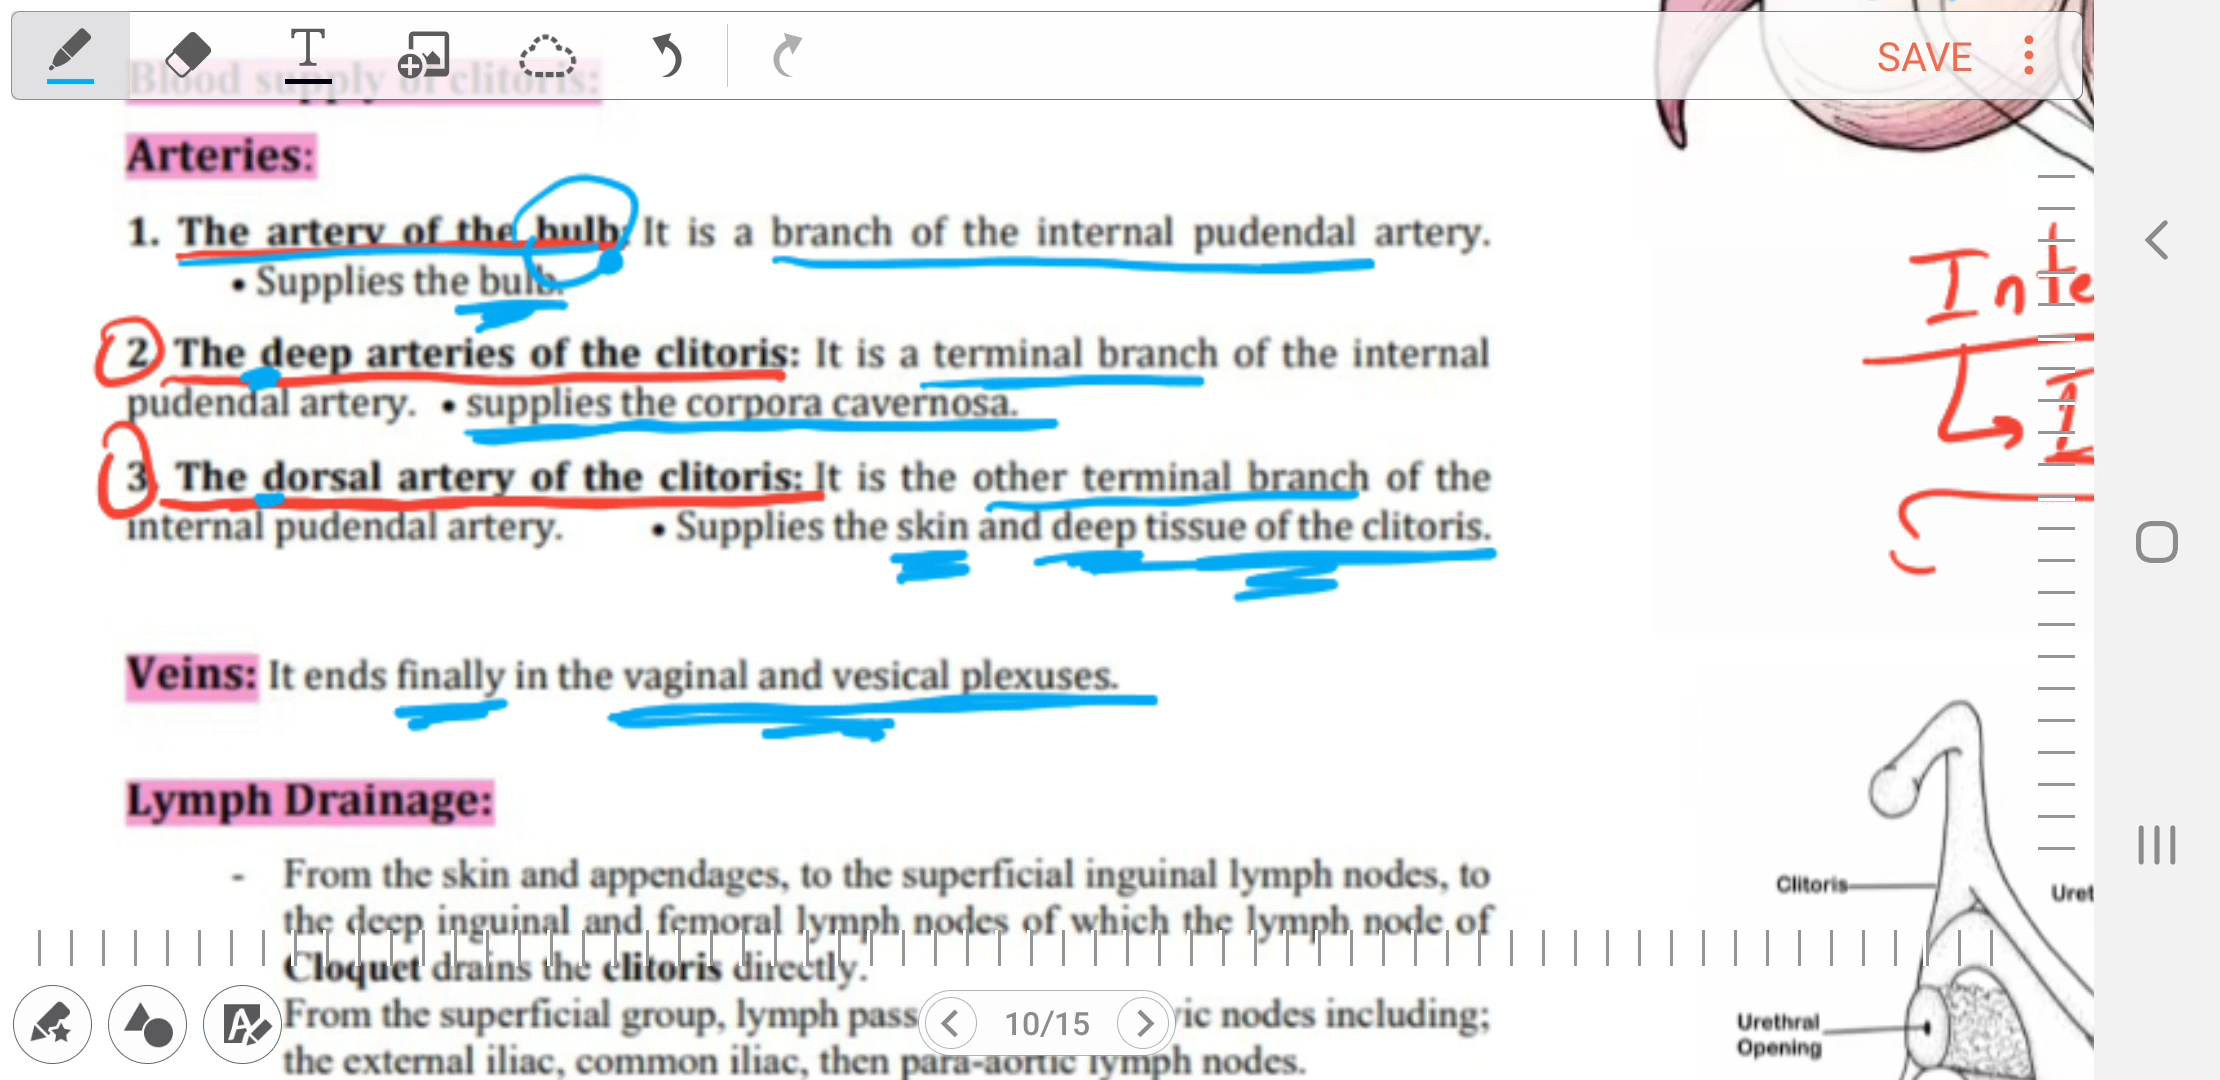 T
SAVE
Blood supply of clitoris:
Arteries:
1. The artery of the bulb: It is a branch of the internal pudendal artery.
• Supplies the bulb.
2. The deep arteries of the clitoris: It is a terminal branch of the internal
pudendal artery. • supplies the corpora cavernosa.
3. The dorsal artery of the clitoris: It is the other terminal branch of the
internal pudendal artery. • Supplies the skin and deep tissue of the clitoris.
Inte
I
Veins: It ends finally in the vaginal and vesical plexuses.
Lymph Drainage:
- From the skin and appendages, to the superficial inguinal lymph nodes, to
the deep inguinal and femoral lymph nodes of which the lymph node of
Cloquet drains the clitoris directly.
From the superficial group, lymph pass ic nodes including;
the external iliac, common iliac, then para-aortic lymph nodes.
Clitoris
Uret
Urethral
Opening
10/15